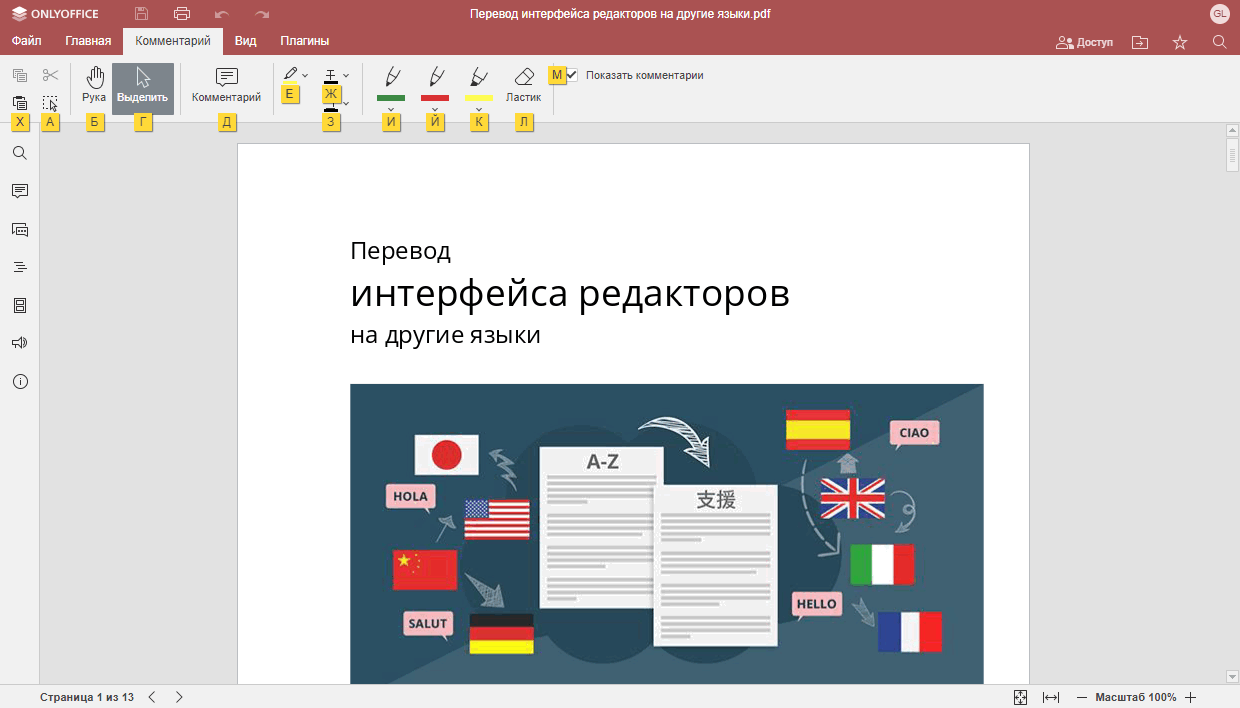 ONLYOFFICE
Перевод интерфейса редакторов на другие языки.pdf
GL
Файл Главная Комментарий Вид Плагины
Доступ
Рука Выделить Комментарий Ластик
М Показать комментарии
Е Ж
Х А Б Г Д З И Й К Л
Перевод
интерфейса редакторов
на другие языки
A-Z
支援
CIAO
HOLA
HELLO
SALUT
Страница 1 из 13
Масштаб 100%